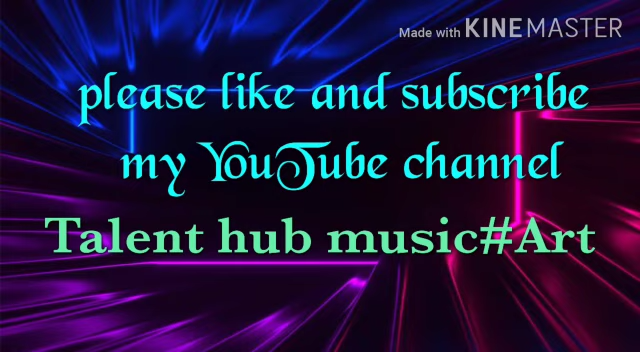 Made with KINEMASTER
please like and subscribe
my YouTube channel
Talent hub music#Art